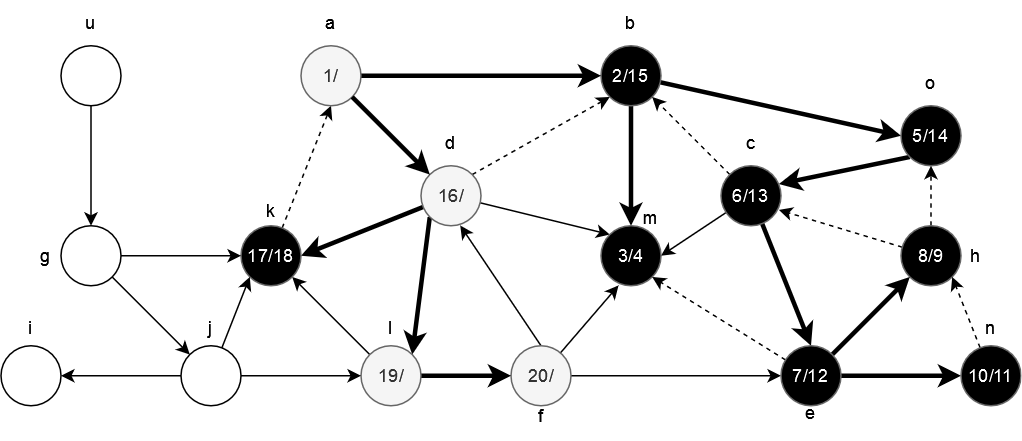 u
a
b
1/
2/15
o
5/14
d
c
16/
6/13
k
m
g
17/18
3/4
8/9
h
i
j
l
n
19/
20/
7/12
10/11
f
e